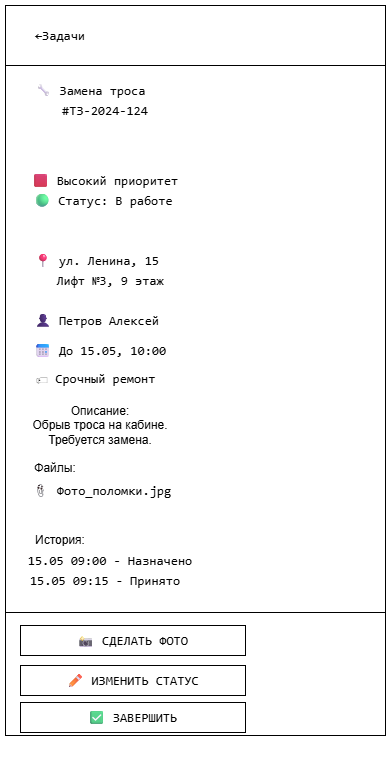 ←Задачи
Замена троса
#ТЗ-2024-124
Высокий приоритет
Статус: В работе
ул. Ленина, 15
Лифт №3, 9 этаж
Петров Алексей
До 15.05, 10:00
Срочный ремонт
Описание:
Обрыв троса на кабине.
Требуется замена.
Файлы:
Фото_поломки.jpg
История:
15.05 09:00 - Назначено
15.05 09:15 - Принято
СДЕЛАТЬ ФОТО
ИЗМЕНИТЬ СТАТУС
ЗАВЕРШИТЬ